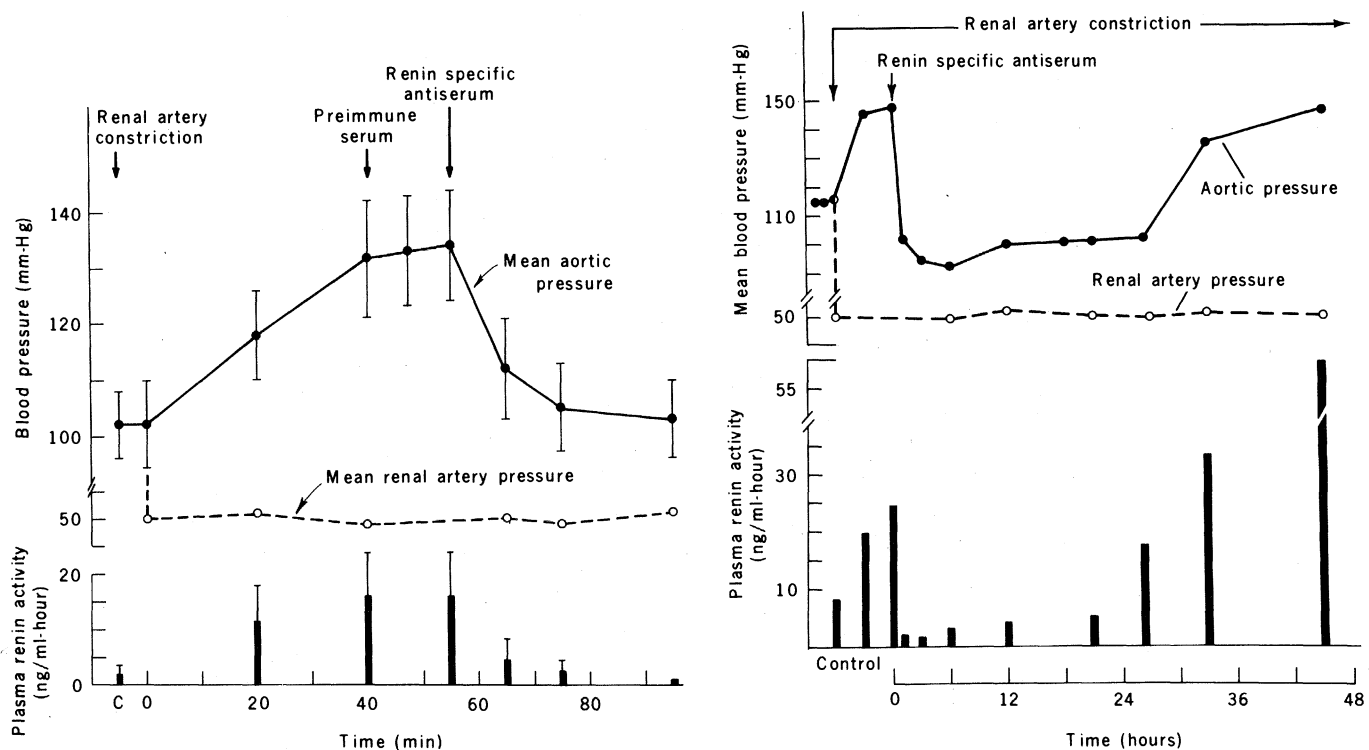 Renal artery
constriction
Preimmune
serum
Renin specific
antiserum
Blood pressure (mm-Hg)
140
120
100
50
Mean aortic
pressure
Mean renal artery pressure
Plasma renin activity
(ng/ml-hour)
20
0
C 0 20 40 60 80
Time (min)
Renal artery constriction
Renin specific antiserum
Mean blood pressure (mm-Hg)
150
110
50
Aortic pressure
Renal artery pressure
Plasma renin activity
(ng/ml-hour)
55
30
10
Control
0 12 24 36 48
Time (hours)